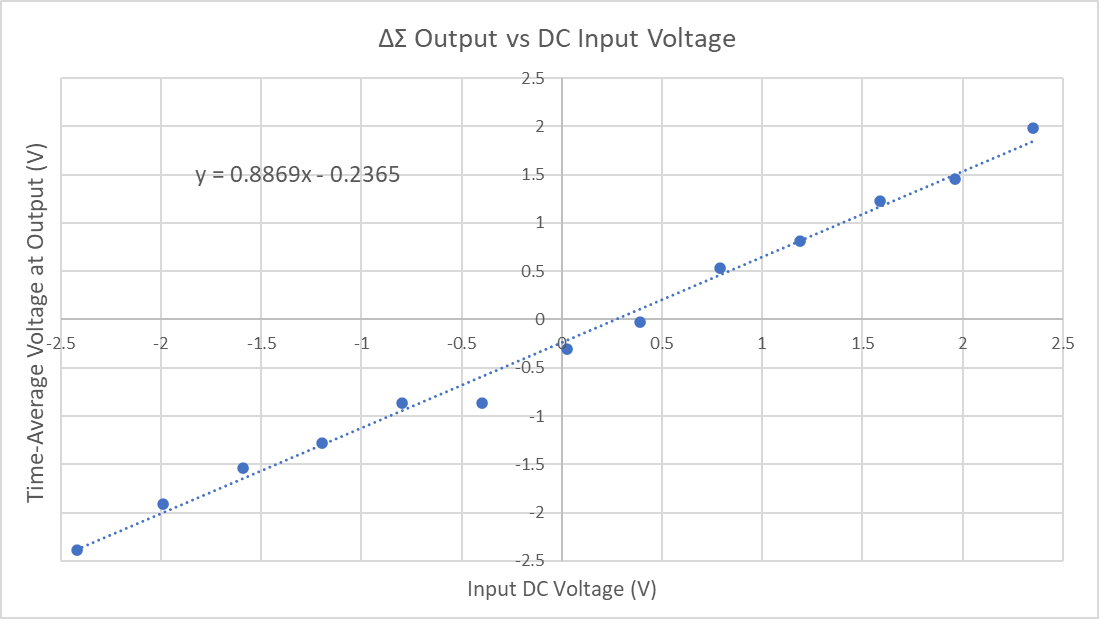 ΔΣ Output vs DC Input Voltage
Time-Average Voltage at Output (V)
y = 0.8869x - 0.2365
2.5
2
1.5
1
0.5
0
-0.5
-1
-1.5
-2
-2.5
-2.5 -2 -1.5 -1 -0.5 0 0.5 1 1.5 2 2.5
Input DC Voltage (V)